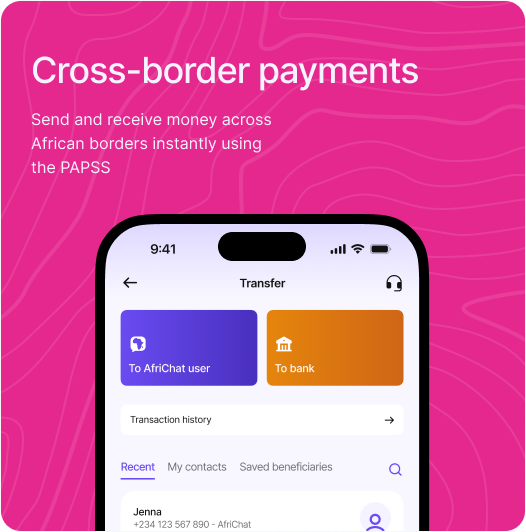 Cross-border payments
Send and receive money across
African borders instantly using
the PAPSS
9:41
Transfer
To AfriChat user
To bank
Transaction history
Recent
My contacts
Saved beneficiaries
Jenna
+234 123 567 890 - AfriChat